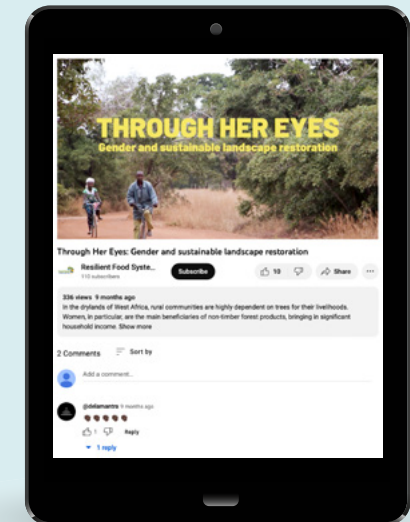 THROUGH HER EYES
Gender and sustainable landscape restoration
Through Her Eyes: Gender and sustainable landscape restoration
Resilient Food Syste...
110 subscribers
Subscribe
10
Share
336 views 9 months ago
In the drylands of West Africa, rural communities are highly dependent on trees for their livelihoods.
Women, in particular, are the main beneficiaries of non-timber forest products, bringing in significant
household income. Show more
2 Comments
Sort by
Add a comment...
@delamantra 9 months ago
1
Reply
1 reply